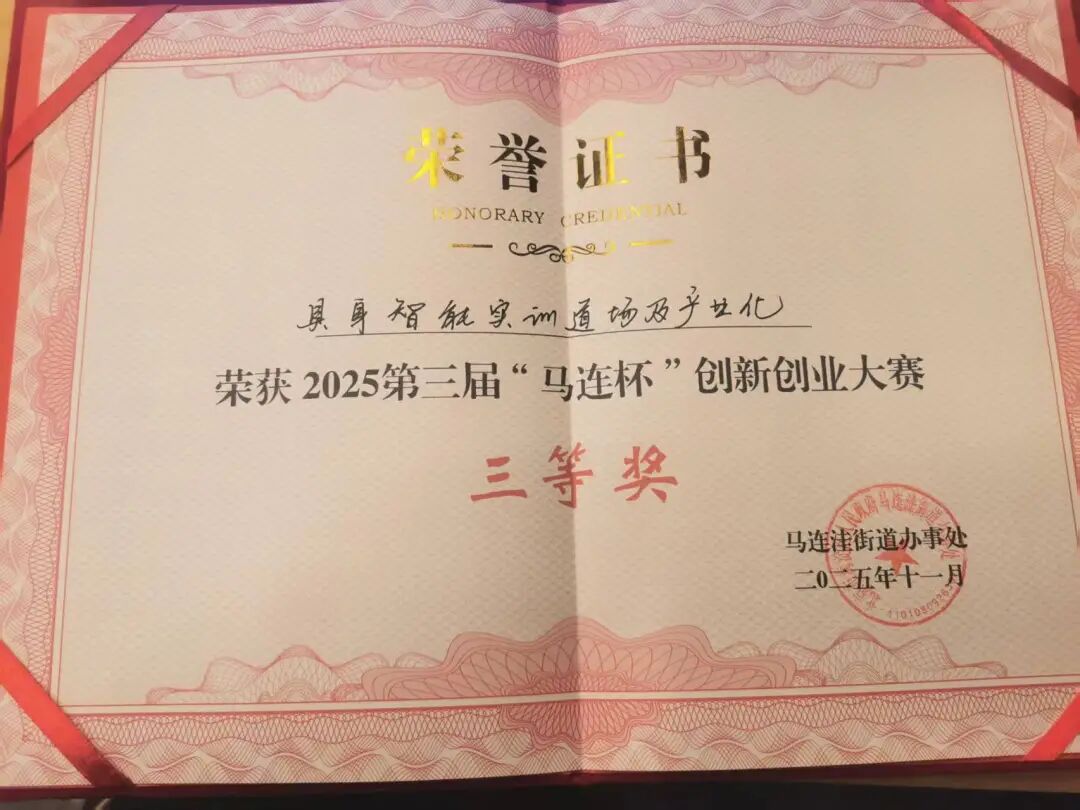 荣誉证书
HONORARY CREDENTIAL
具身智能实训道场及产业化
荣获2025第三届“马连杯”创新创业大赛
三等奖
马连洼街道办事处
二〇二五年十一月